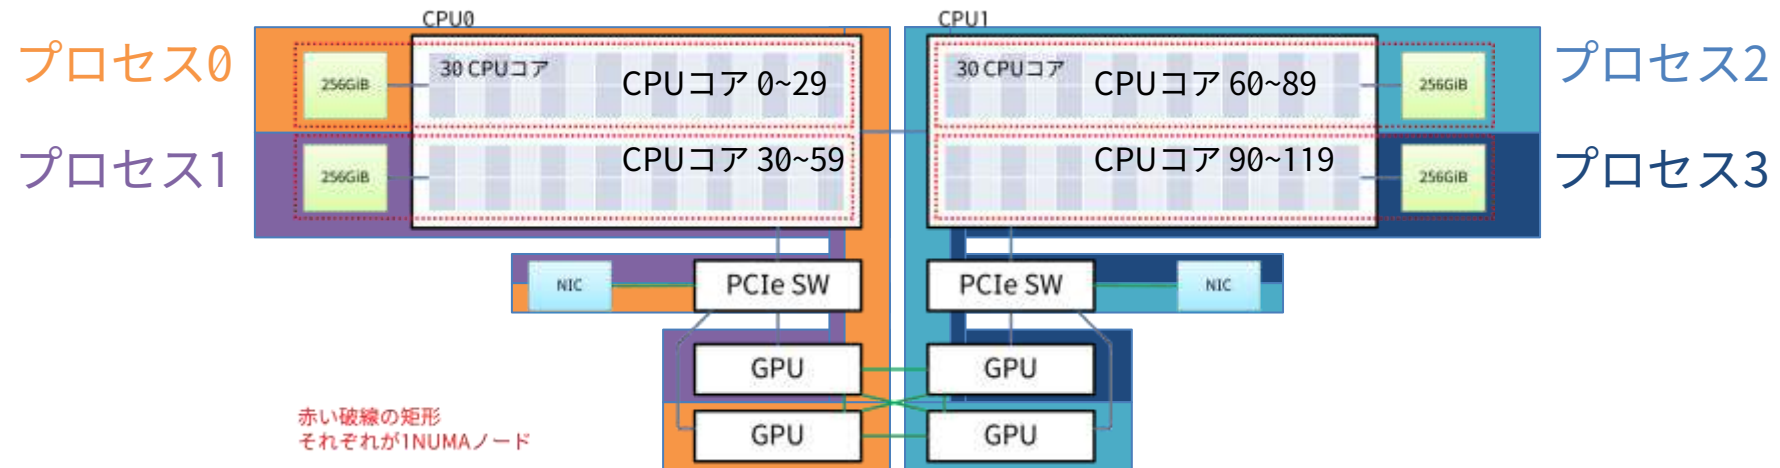 CPU0
CPU1
プロセス0
256GiB
30 CPUコア
CPUコア 0~29
30 CPUコア
CPUコア 60~89
256GiB
プロセス2
プロセス1
256GiB
CPUコア 30~59
CPUコア 90~119
256GiB
プロセス3
NIC
PCIe SW
PCIe SW
NIC
GPU
GPU
赤い破線の矩形
それぞれが1NUMAノード
GPU
GPU